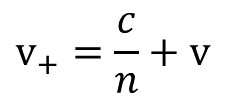 v₊ = c/n + v